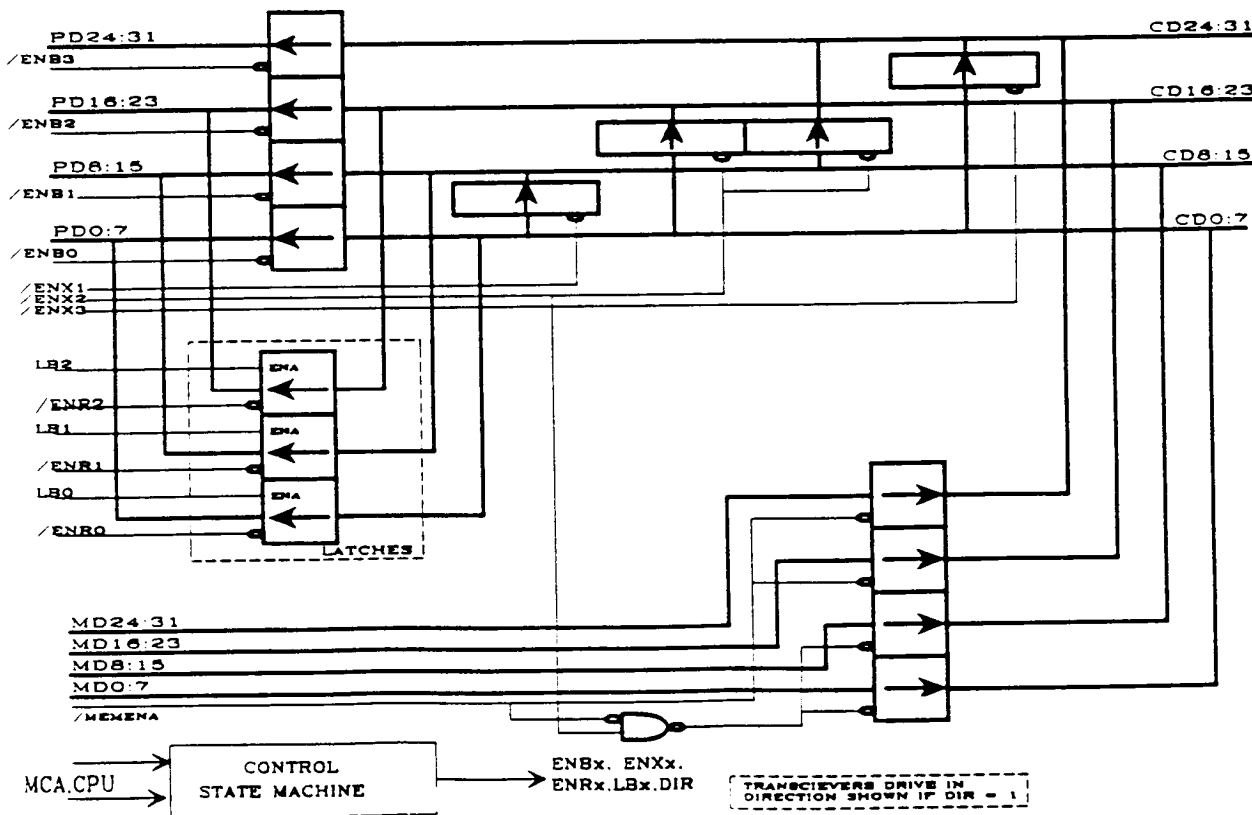 PD24:31
CD24:31
/ENB3
PD16:23
CD16:23
/ENB2
PD8:15
CD8:15
/ENB1
PD0:7
CD0:7
/ENB0
/ENX1
/ENX2
/ENX3
LB2
ENA
/ENR2
LB1
ENA
/ENR1
LB0
ENA
/ENR0
LATCHES
MD24:31
MD16:23
MD8:15
MD0:7
/MEMENA
MCA,CPU
CONTROL
STATE MACHINE
ENBx, ENXx,
ENRx,LBx,DIR
TRANSCIEVERS DRIVE IN
DIRECTION SHOWN IF DIR = 1